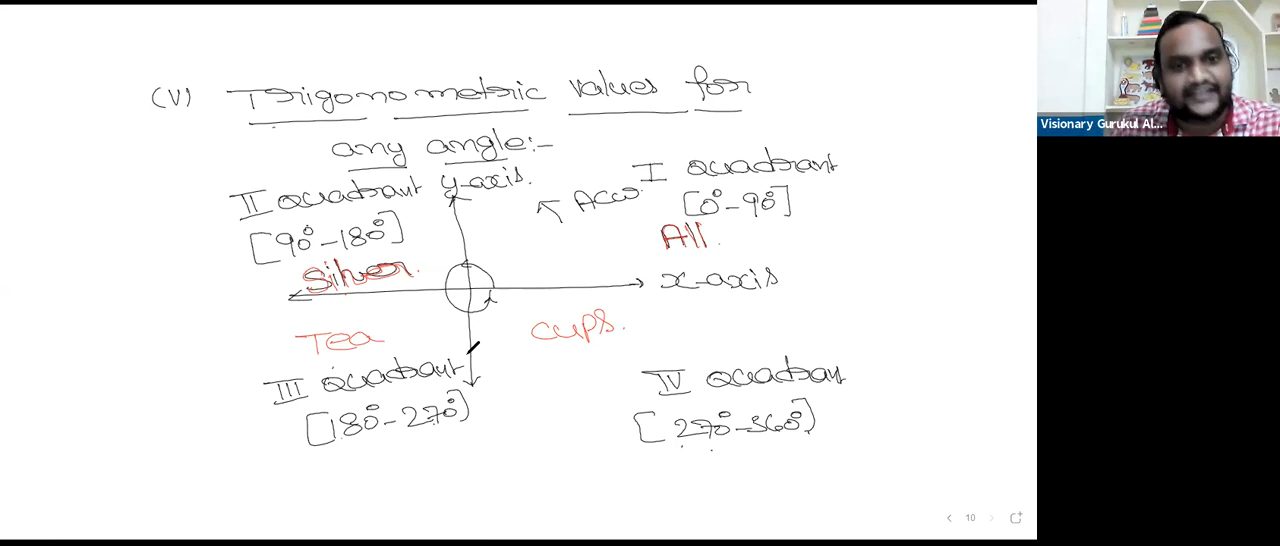 (V) Trigonometric values for
any angle:-
II quadrant
[90°-180°]
Silver.
y-axis.
ACW.
I quadrant
[0°-90°]
All.
x-axis
Tea
III quadrant
[180°-270°]
cups.
IV quadrant
[270°-360°]
Visionary Gurukul Al...
10